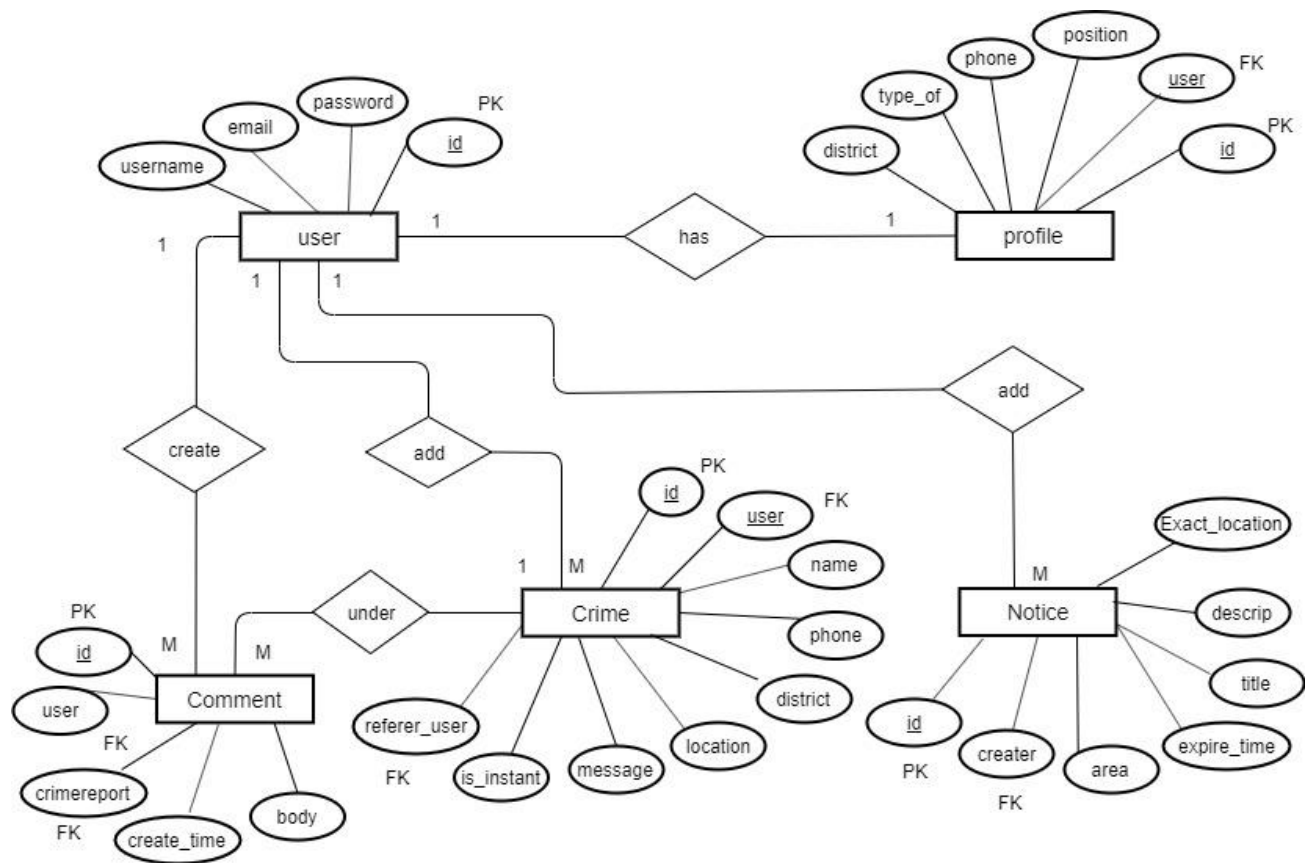 position
phone
FK
user
type_of
password
PK
email
id
PK
district
id
username
user
1
has
1
profile
1
1
1
add
create
add
PK
id
user
FK
Exact_location
name
1
M
M
under
Crime
Notice
descrip
PK
phone
id
M
M
Comment
title
district
user
referer_user
location
id
expire_time
FK
creater
crimereport
FK
is_instant
message
PK
area
body
FK
FK
create_time